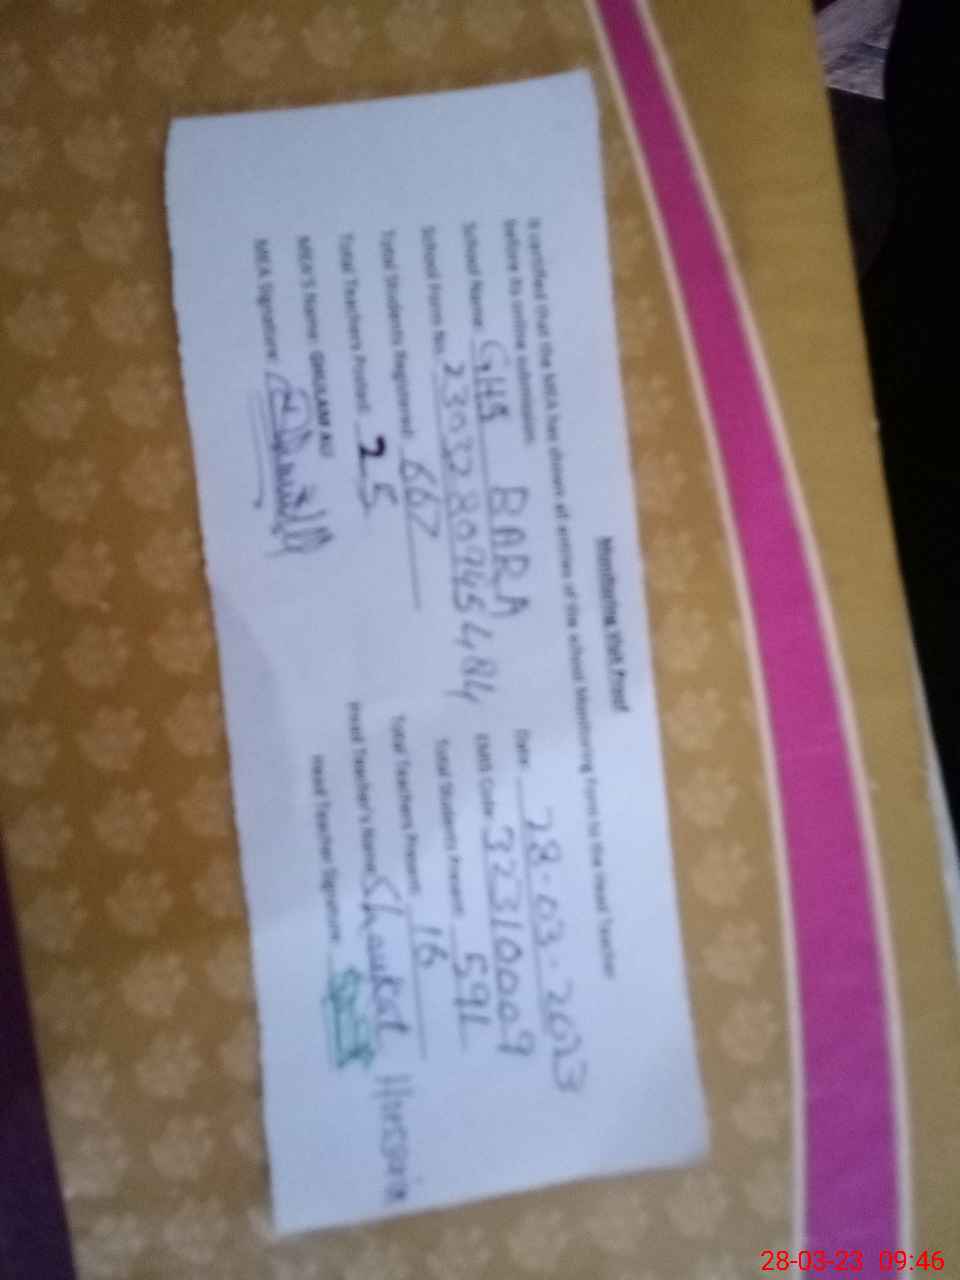 Monitoring Visit Proof
It certified that the MEA has shown all entries of the school Monitoring Form to the Head Teacher
before its online submission.
School Name: GHS BARA Date: 28.03.2023
School Form No. 2303280745484 EMIS Code: 32310009
Total Students Registered: 667 Total Students Present: 591
Total Teachers Posted: 25 Total Teachers Present: 16
MEA'S Name: GHULAM ALI Head Teacher's Name: Shaukat Hussain
MEA Signature: Head Teacher Signature:
28-03-23 09:46